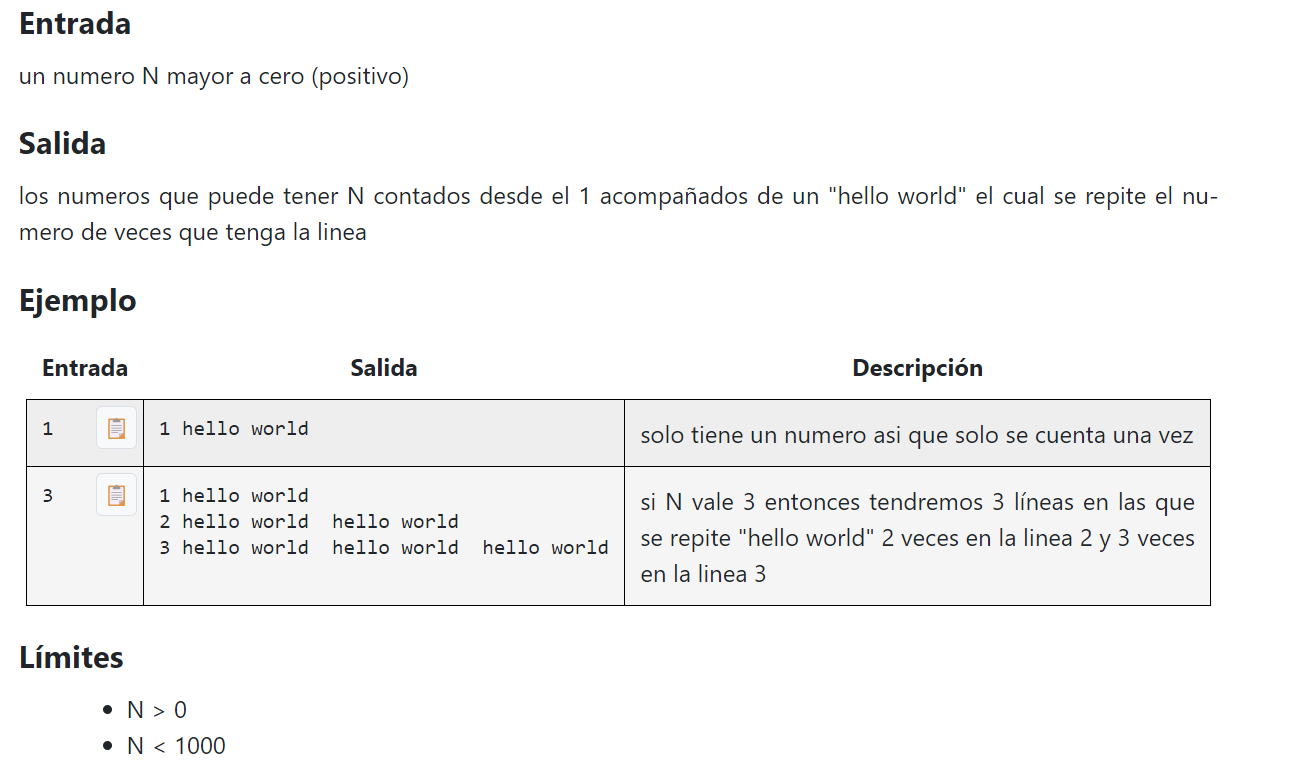 Entrada
un numero N mayor a cero (positivo)
Salida
los numeros que puede tener N contados desde el 1 acompañados de un "hello world" el cual se repite el nu-
mero de veces que tenga la linea
Ejemplo
Entrada Salida Descripción
1 1 hello world solo tiene un numero asi que solo se cuenta una vez
3 1 hello world si N vale 3 entonces tendremos 3 líneas en las que
2 hello world  hello world se repite "hello world" 2 veces en la linea 2 y 3 veces
3 hello world  hello world  hello world en la linea 3
Límites
• N > 0
• N < 1000